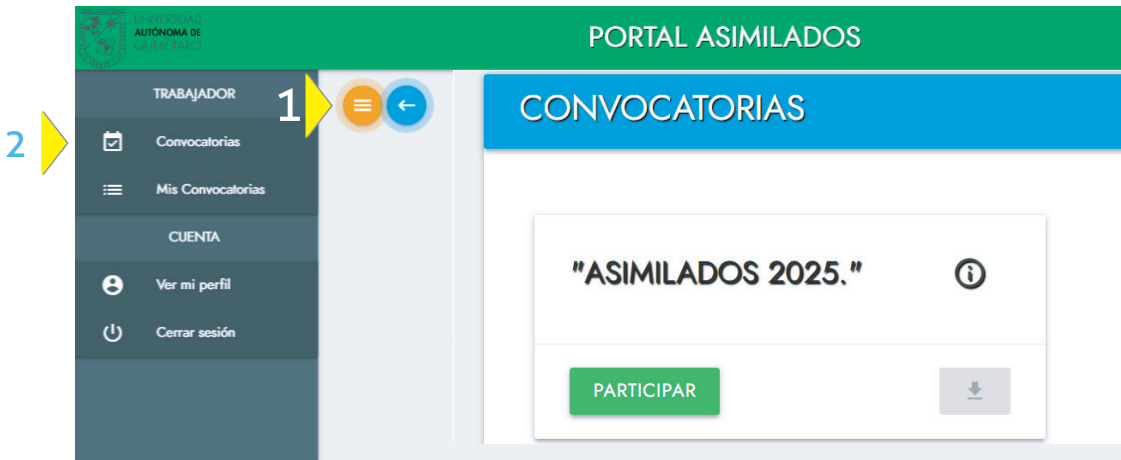 UNIVERSIDAD
AUTÓNOMA DE
QUERÉTARO
PORTAL ASIMILADOS
TRABAJADOR
1
CONVOCATORIAS
2
Convocatorias
Mis Convocatorias
CUENTA
"ASIMILADOS 2025."
Ver mi perfil
Cerrar sesión
PARTICIPAR